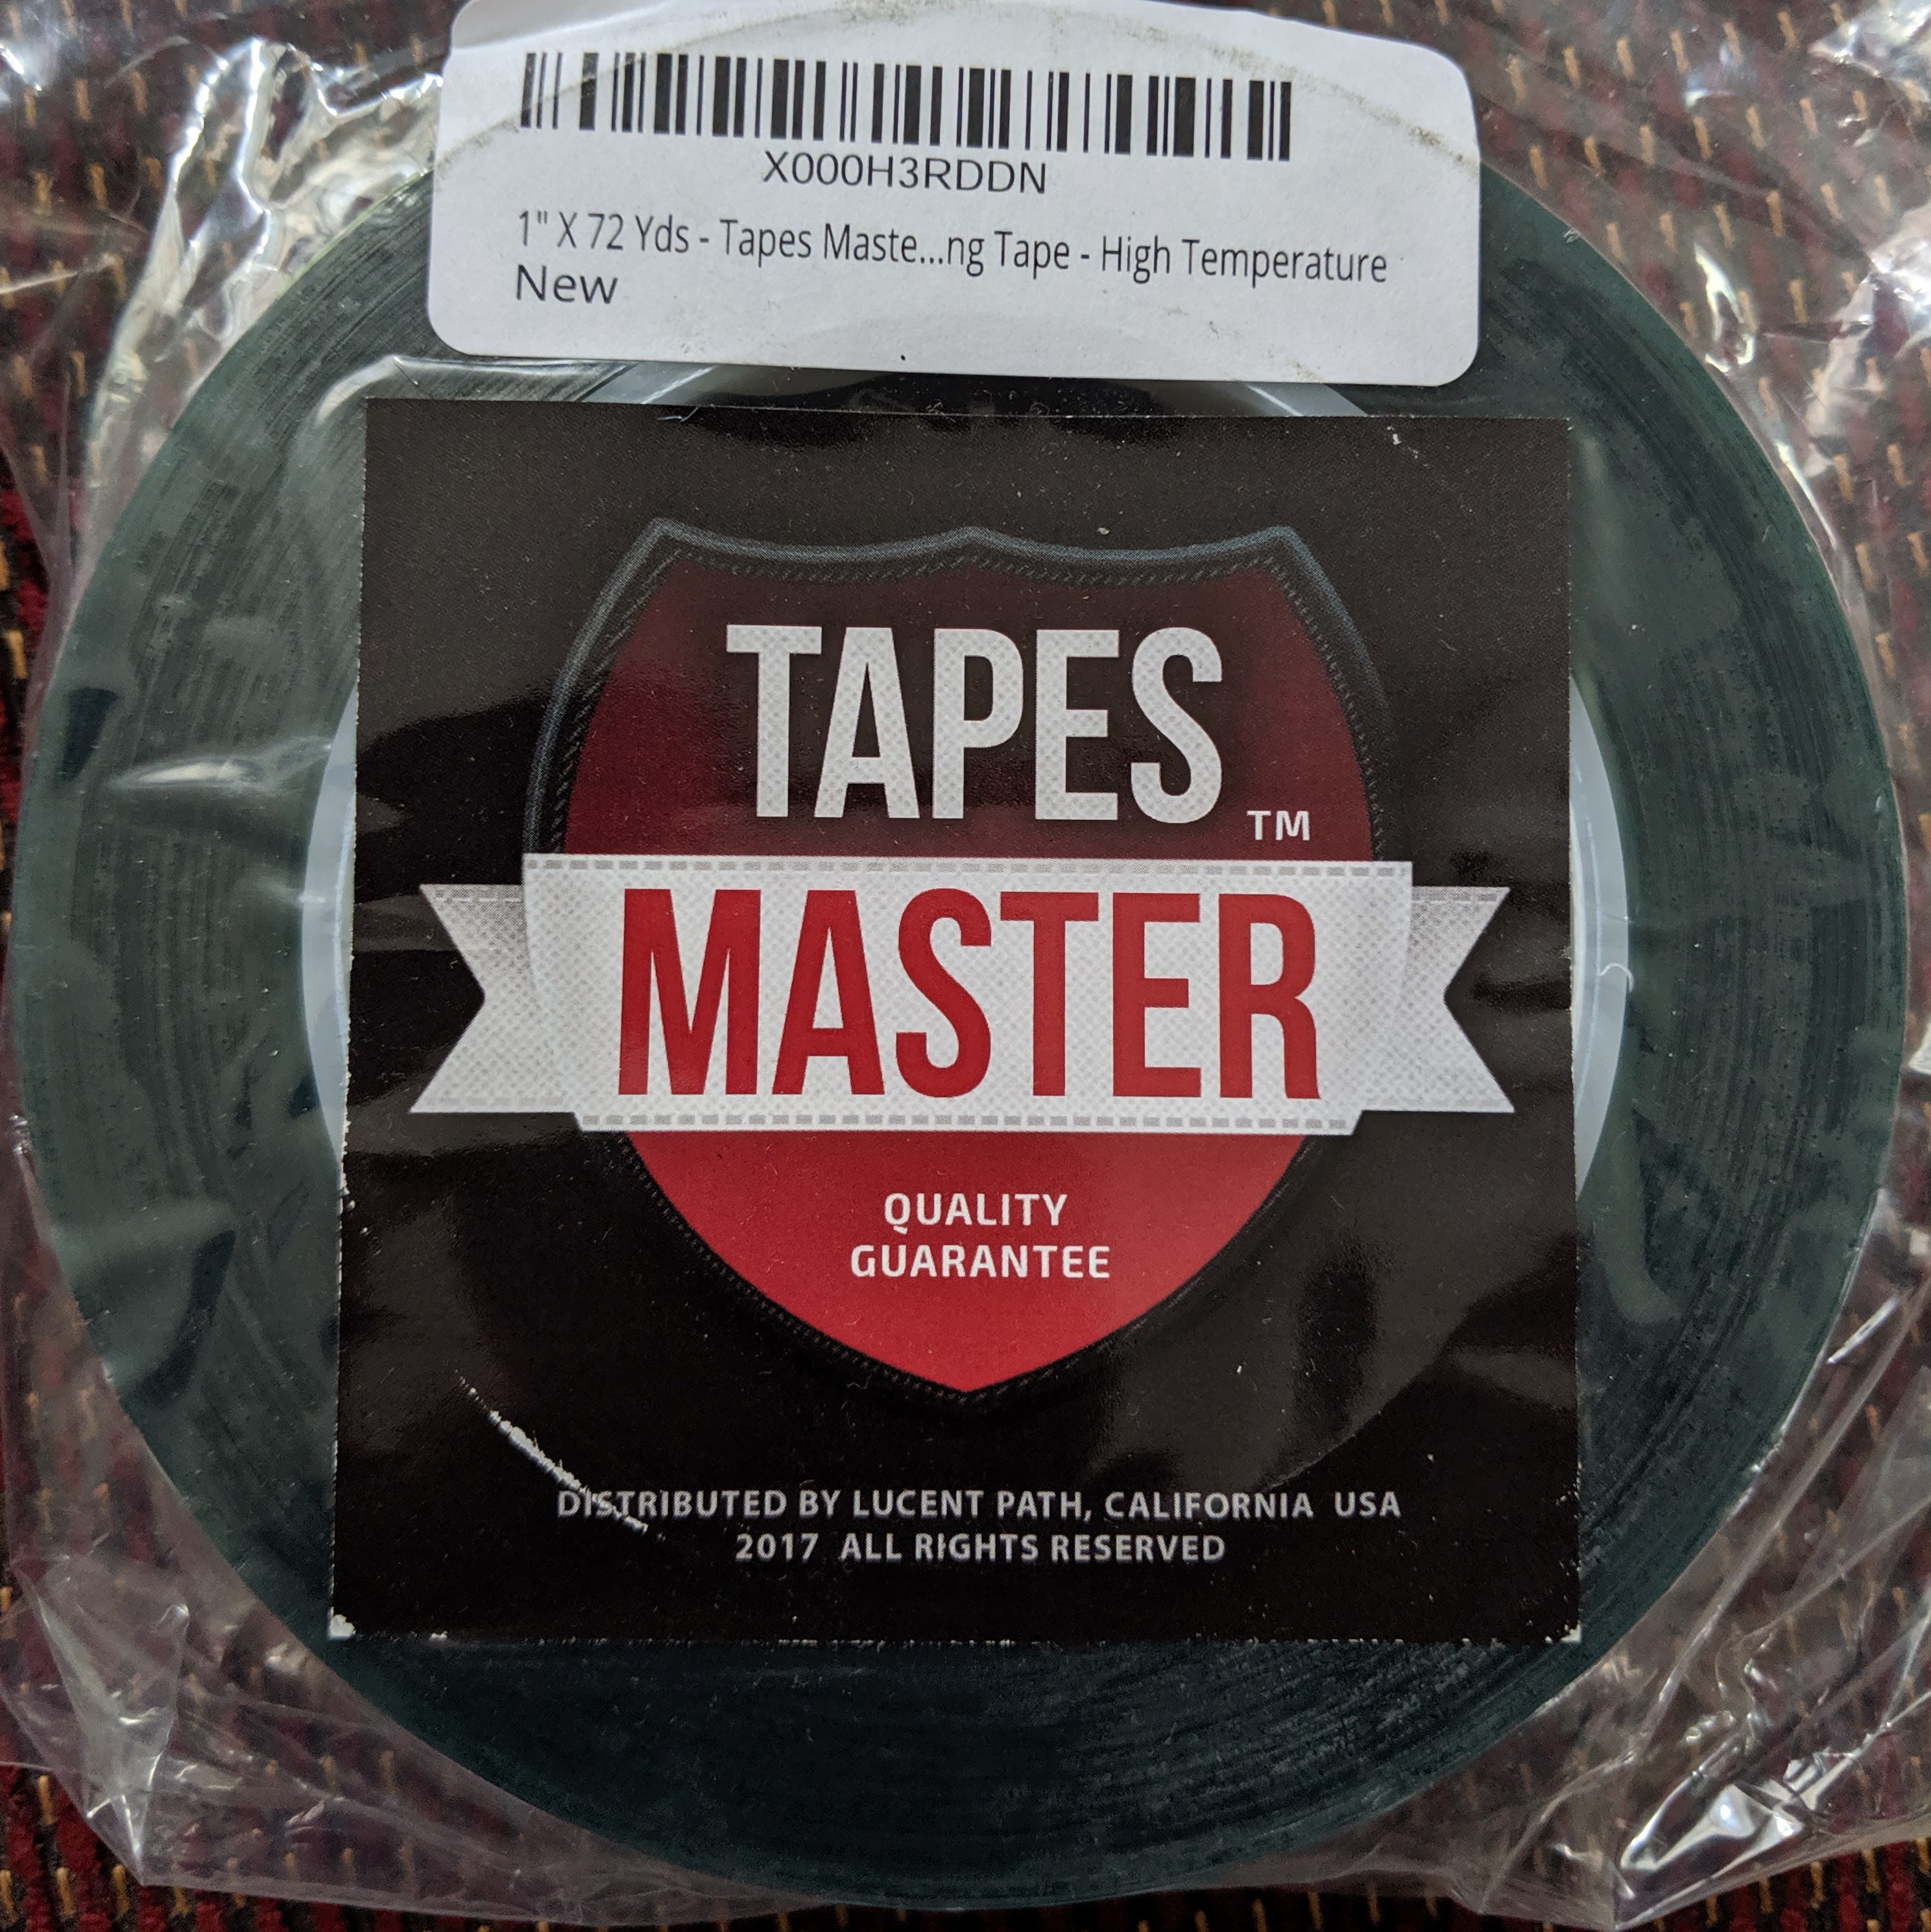 X000H3RDDN
1" X 72 Yds - Tapes Maste...ng Tape - High Temperature
New
TAPES
TM
MASTER
QUALITY
GUARANTEE
DISTRIBUTED BY LUCENT PATH, CALIFORNIA USA
2017 ALL RIGHTS RESERVED